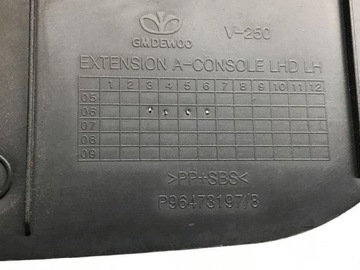 GMDEWOO V-250
EXTENSION A-CONSOLE LHD LH
1 2 3 4 5 6 7 8 9 10 11 12
05
06
07
08
09
>PP+SBS<
P96473197/8